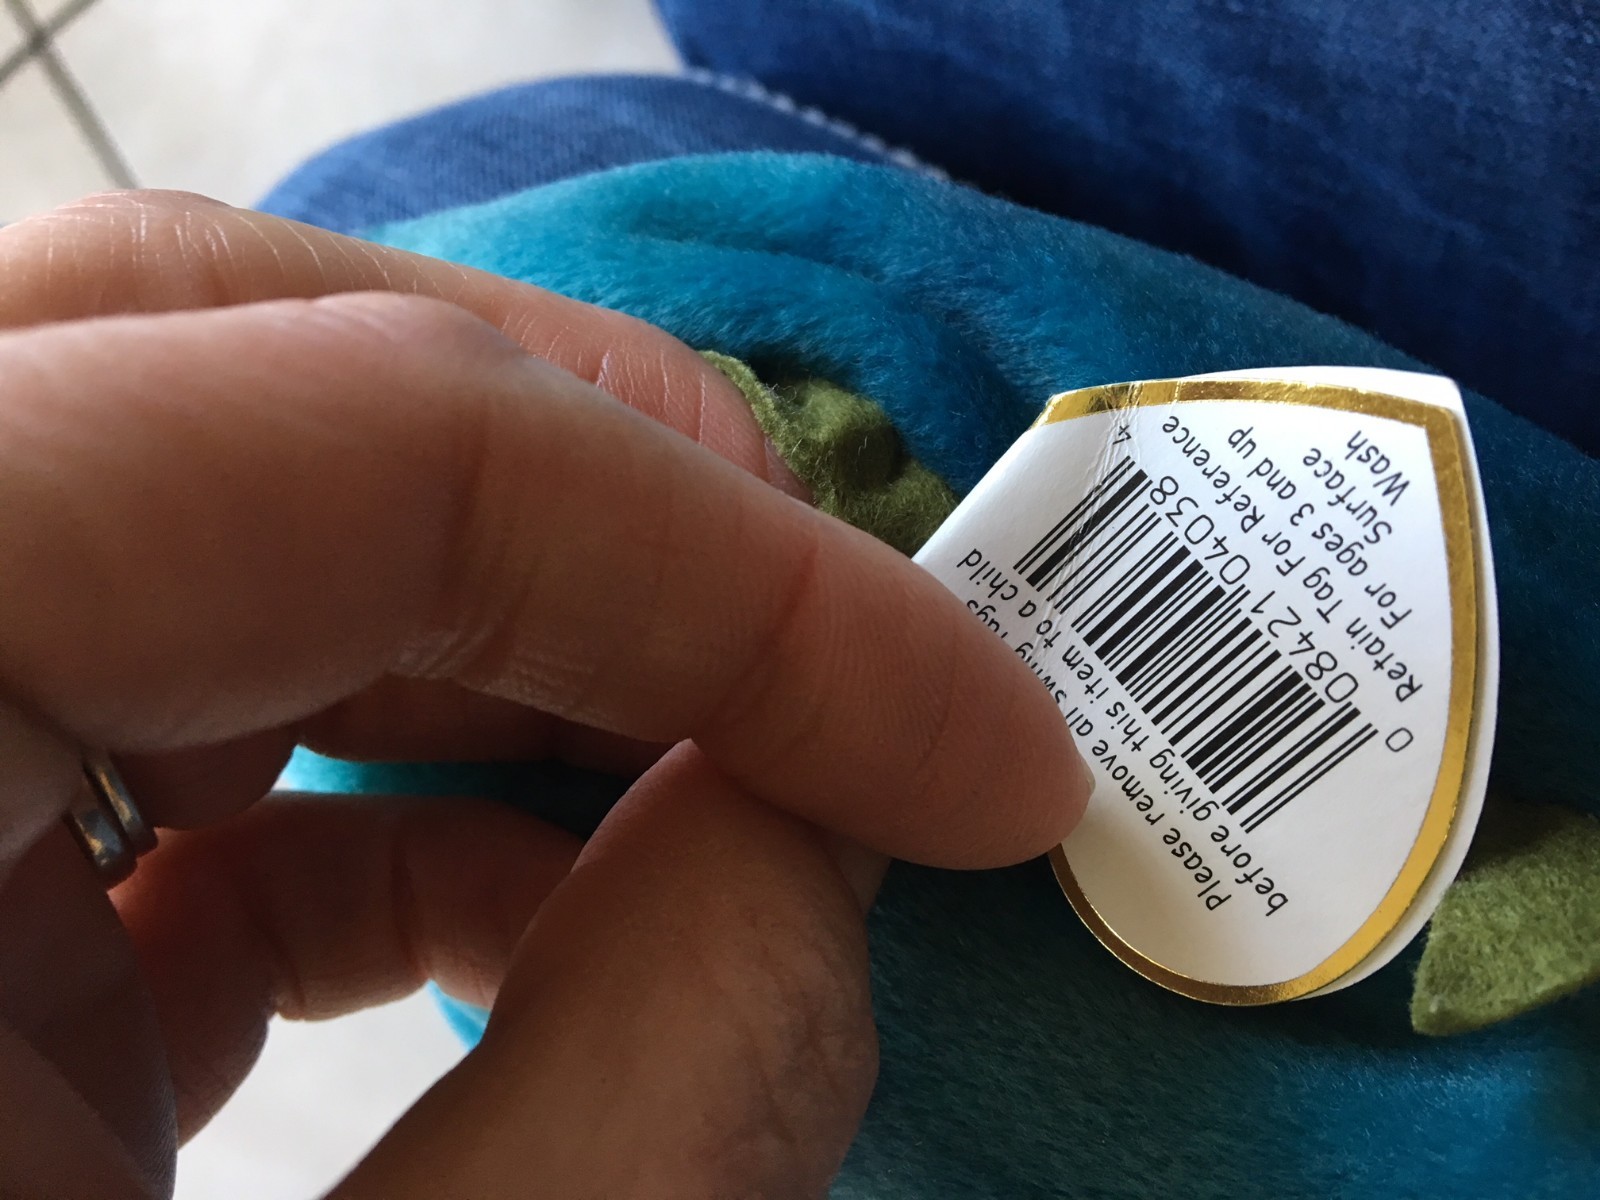 Please remove all swing Tags
before giving this item to a child
0 08421 04038 4
Retain Tag For Reference
For ages 3 and up
Surface
Wash